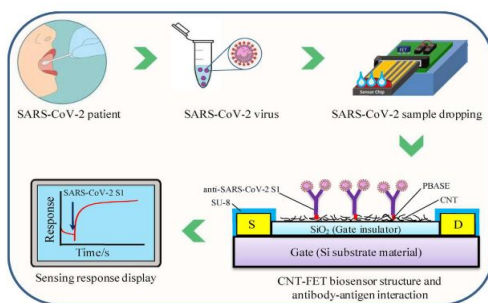 SARS-CoV-2 patient
SARS-CoV-2 virus
Sensor Chip
SARS-CoV-2 sample dropping
SARS-CoV-2 S1
Response
Time/s
Sensing response display
anti-SARS-CoV-2 S1
SU-8
PBASE
CNT
S
SiO₂ (Gate insulator)
D
Gate (Si substrate material)
CNT-FET biosensor structure and
antibody-antigen interaction